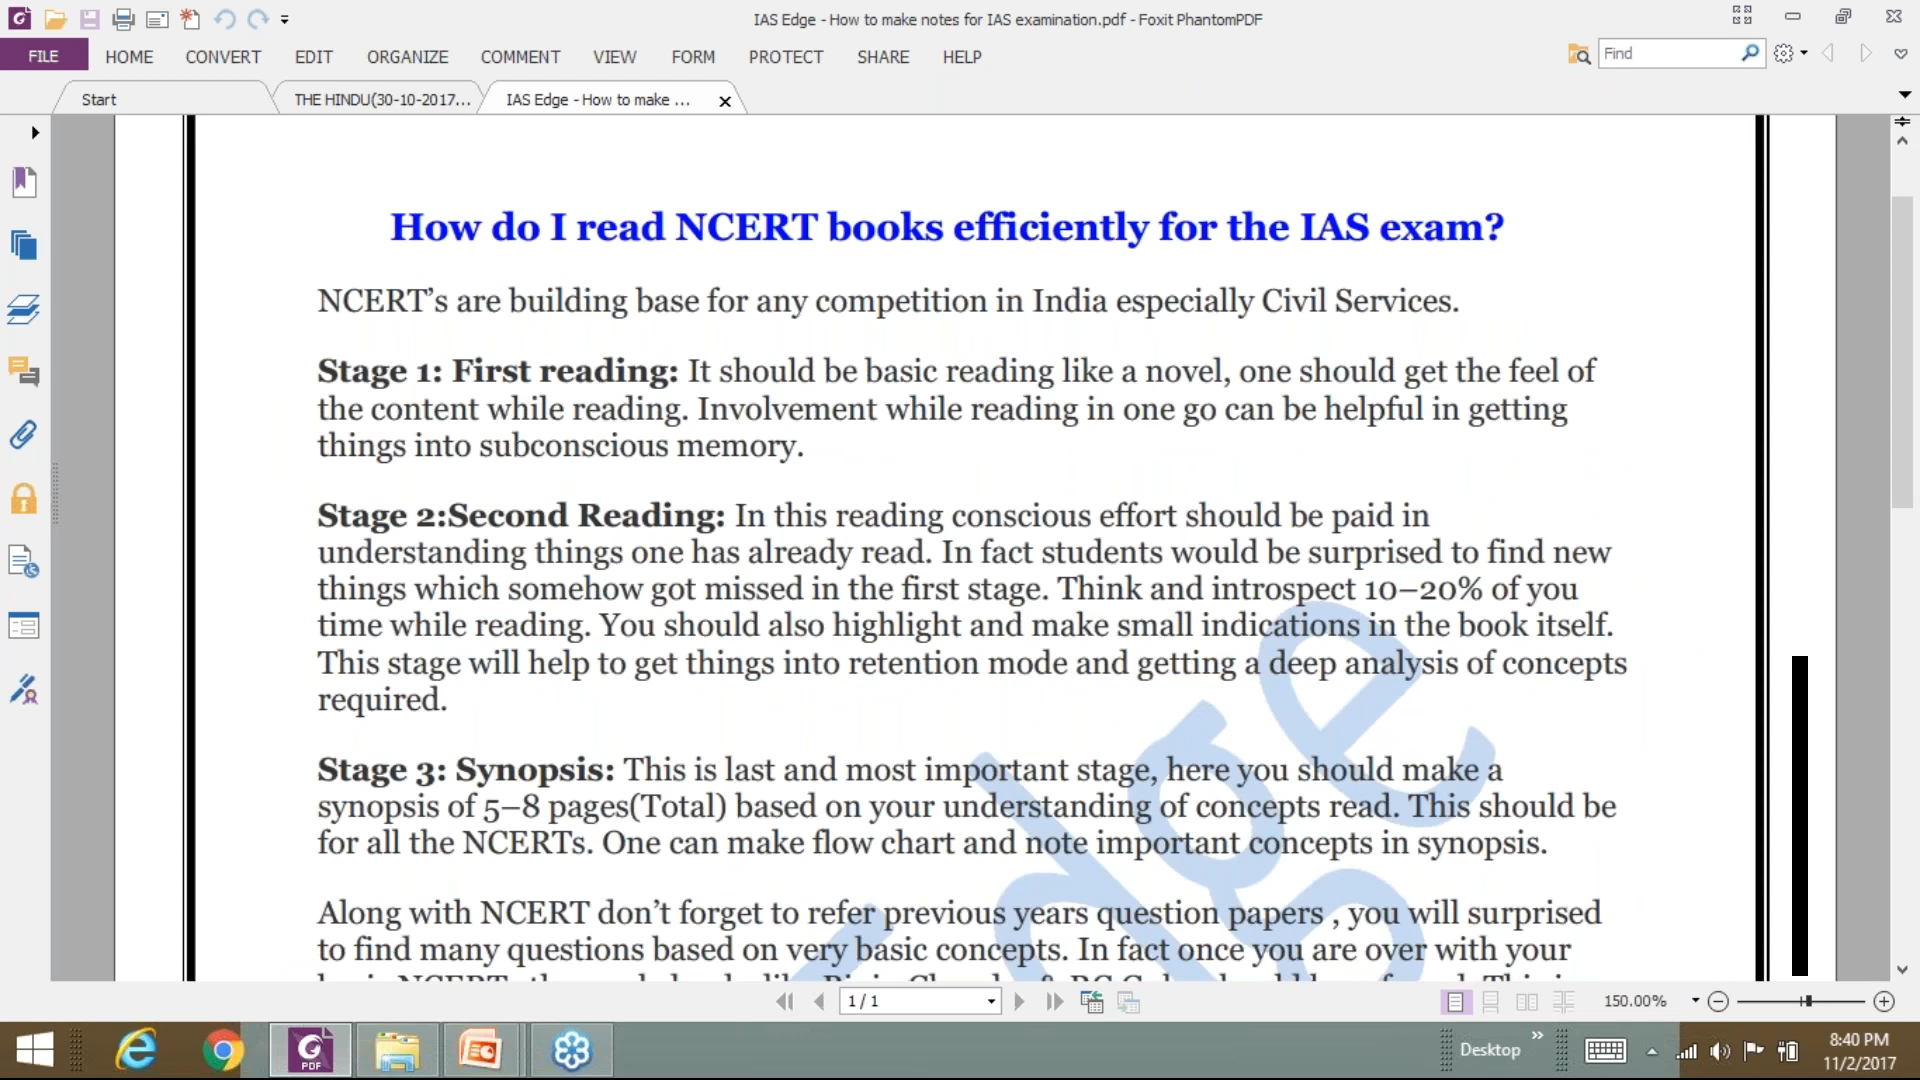 IAS Edge - How to make notes for IAS examination.pdf - Foxit PhantomPDF
FILE HOME CONVERT EDIT ORGANIZE COMMENT VIEW FORM PROTECT SHARE HELP
Find
Start THE HINDU(30-10-2017... IAS Edge - How to make ...
How do I read NCERT books efficiently for the IAS exam?
NCERT’s are building base for any competition in India especially Civil Services.
Stage 1: First reading: It should be basic reading like a novel, one should get the feel of
the content while reading. Involvement while reading in one go can be helpful in getting
things into subconscious memory.
Stage 2:Second Reading: In this reading conscious effort should be paid in
understanding things one has already read. In fact students would be surprised to find new
things which somehow got missed in the first stage. Think and introspect 10–20% of you
time while reading. You should also highlight and make small indications in the book itself.
This stage will help to get things into retention mode and getting a deep analysis of concepts
required.
Stage 3: Synopsis: This is last and most important stage, here you should make a
synopsis of 5–8 pages(Total) based on your understanding of concepts read. This should be
for all the NCERTs. One can make flow chart and note important concepts in synopsis.
Along with NCERT don’t forget to refer previous years question papers , you will surprised
to find many questions based on very basic concepts. In fact once you are over with your
Edge
1 / 1
150.00%
PDF
Desktop
8:40 PM
11/2/2017